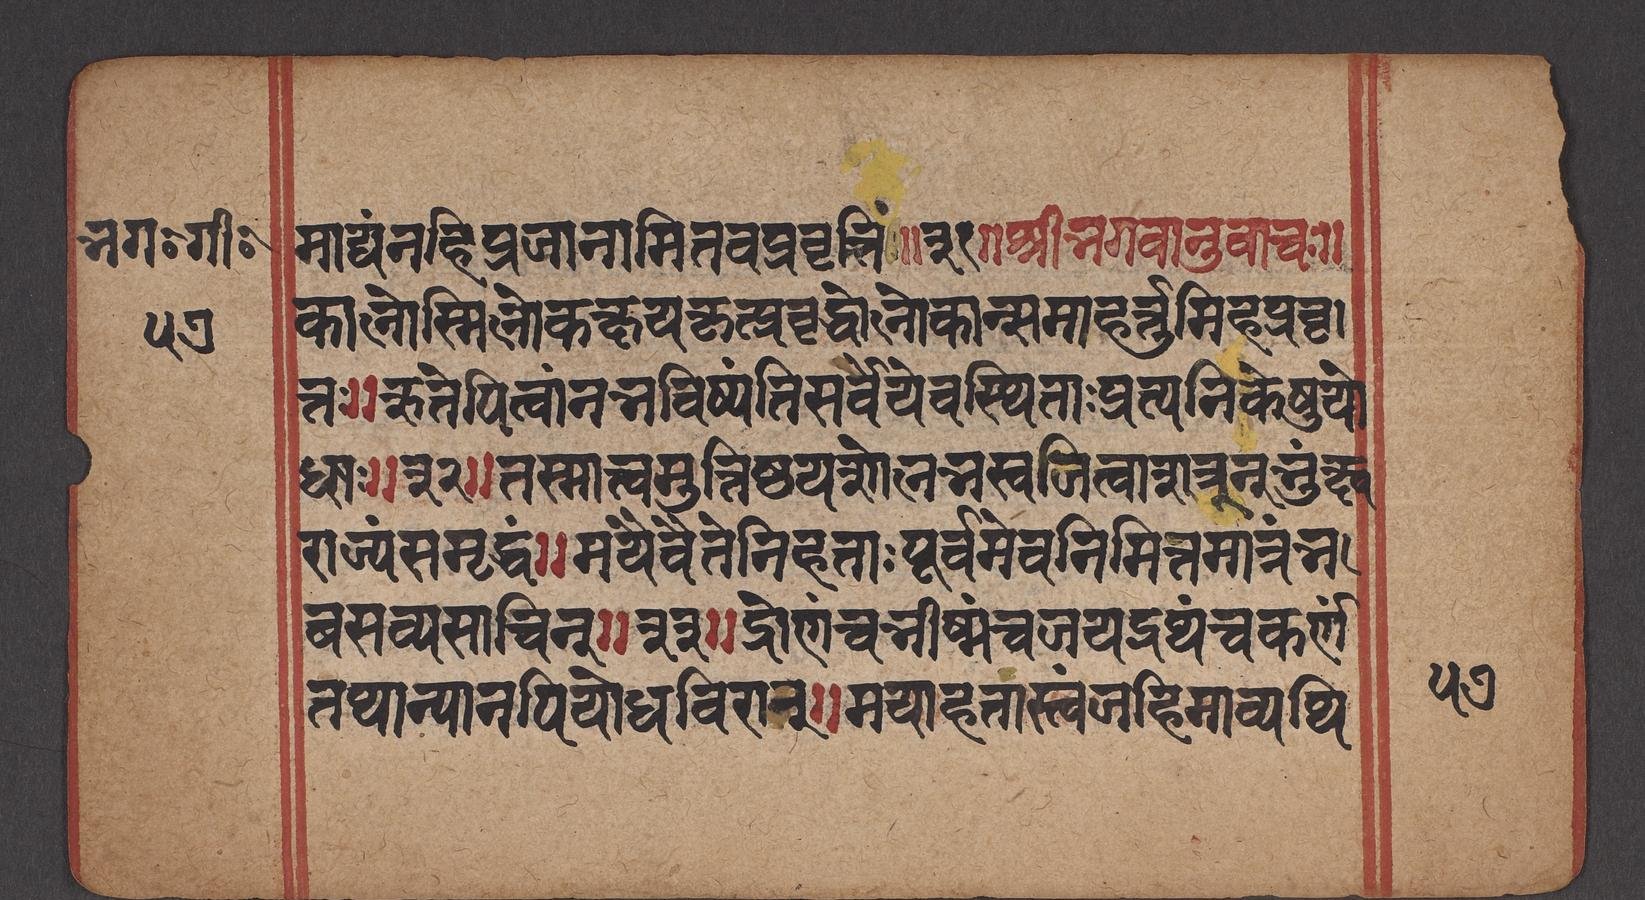 भग॰गी॰
५७
माद्यंनहिप्रजानामितवप्रवृत्तिं॥३१॥श्रीभगवानुवाच॥
कालोस्मिलोकक्षयकृत्प्रवृद्धोलोकान्समाहर्त्तुमिहप्रवृ
त्तः॥ऋतेपित्वांनभविष्यंतिसर्वेयेवस्थिताःप्रत्यनिकेषुयो
धाः॥३२॥तस्मात्त्वमुत्तिष्ठयशोलभस्वजित्वाशत्रून्भुंक्ष्व
राज्यंसमृद्धं॥मयैवैतेनिहताःपूर्वमेवनिमित्तमात्रंभ
बसव्यसाचिन्॥३३॥द्रोणंचभीष्मंचजयद्रथंचकर्णं
तथान्यानपियोधविरान्॥मयाहतास्त्वंजहिमाव्यथि
५७